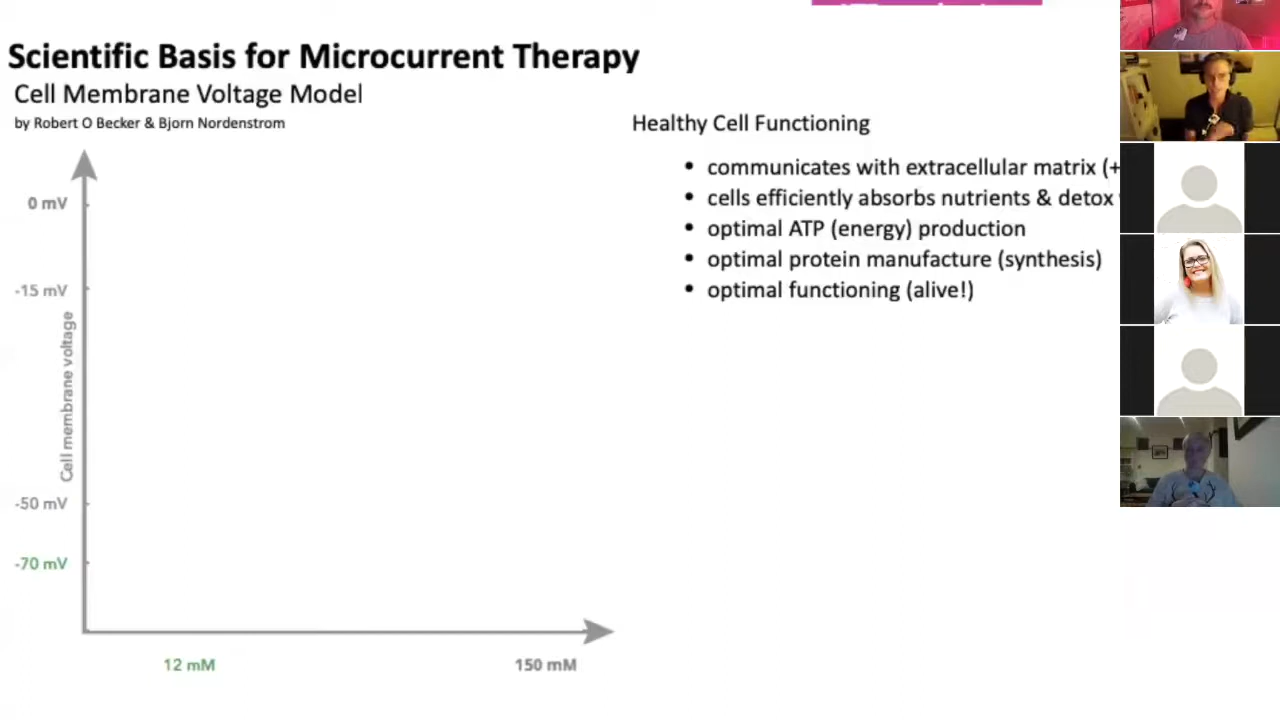 Scientific Basis for Microcurrent Therapy
Cell Membrane Voltage Model
by Robert O Becker & Bjorn Nordenstrom
Healthy Cell Functioning
• communicates with extracellular matrix (+
• cells efficiently absorbs nutrients & detox
• optimal ATP (energy) production
• optimal protein manufacture (synthesis)
• optimal functioning (alive!)
0 mV
-15 mV
Cell membrane voltage
-50 mV
-70 mV
12 mM
150 mM